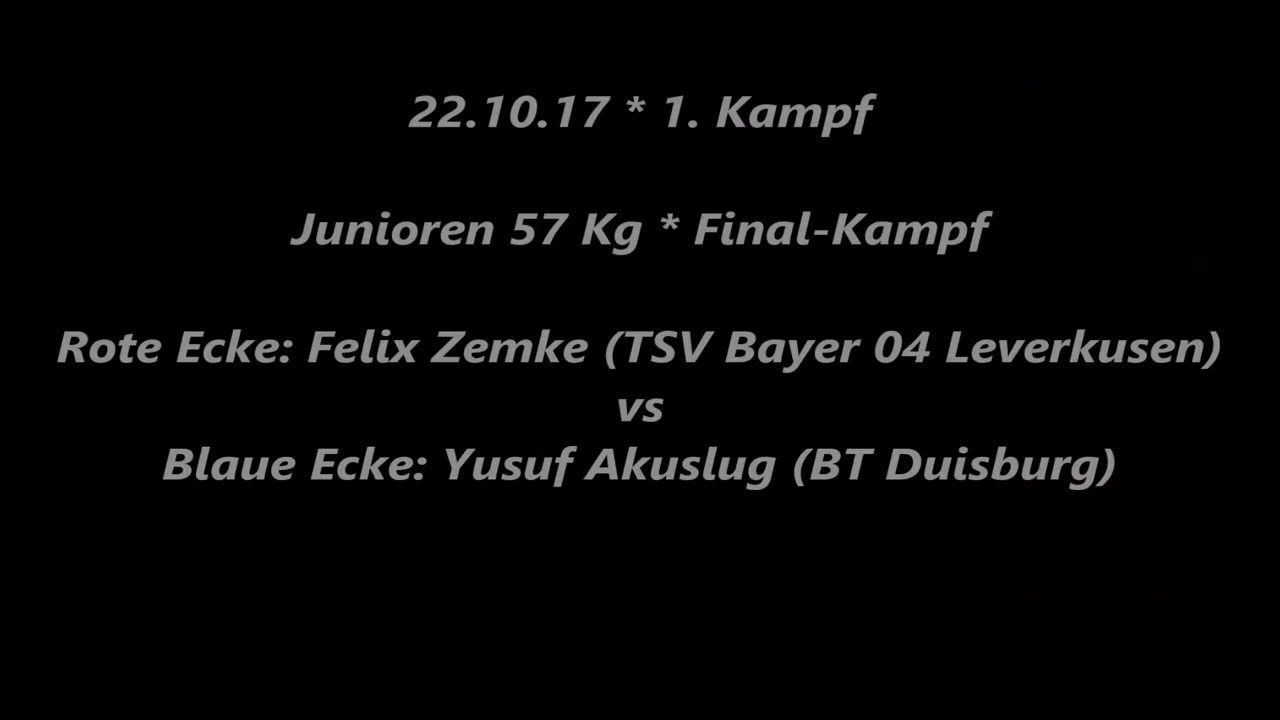 22.10.17 * 1. Kampf
Junioren 57 Kg * Final-Kampf
Rote Ecke: Felix Zemke (TSV Bayer 04 Leverkusen)
vs
Blaue Ecke: Yusuf Akuslug (BT Duisburg)